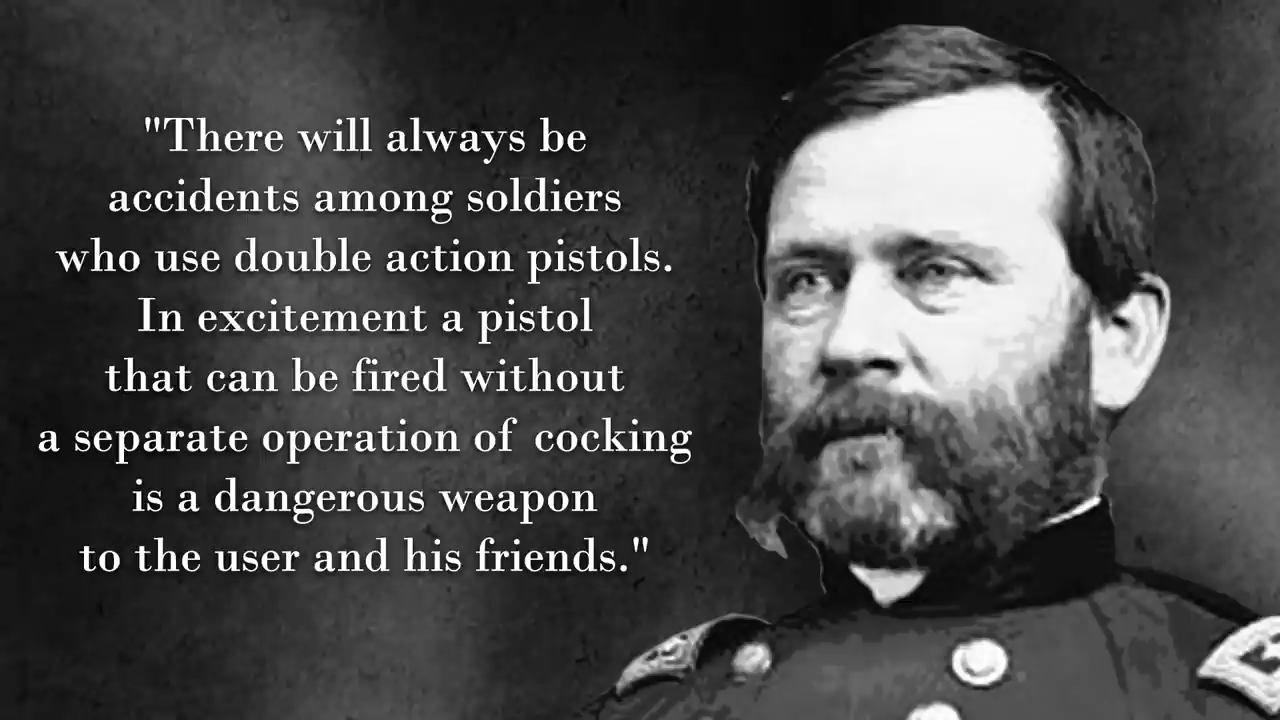 "There will always be
accidents among soldiers
who use double action pistols.
In excitement a pistol
that can be fired without
a separate operation of cocking
is a dangerous weapon
to the user and his friends."